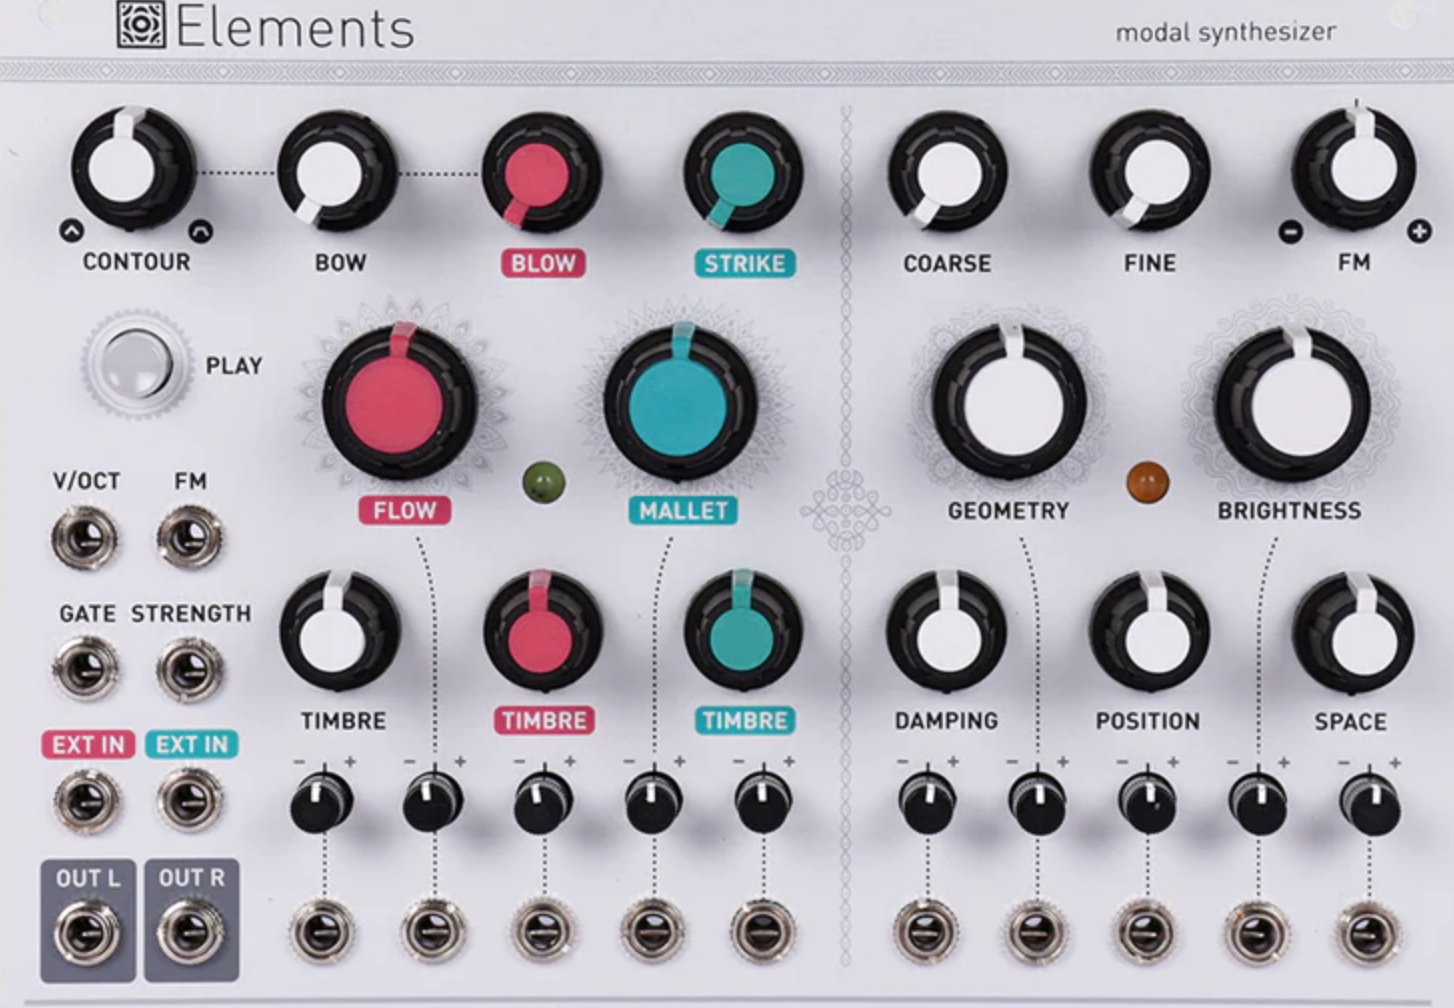 Elements
modal synthesizer
CONTOUR BOW BLOW STRIKE COARSE FINE FM
PLAY
V/OCT FM
FLOW MALLET GEOMETRY BRIGHTNESS
GATE STRENGTH
TIMBRE TIMBRE TIMBRE DAMPING POSITION SPACE
EXT IN EXT IN
- + - + - + - + - + - + - + - + - + - +
OUT L OUT R